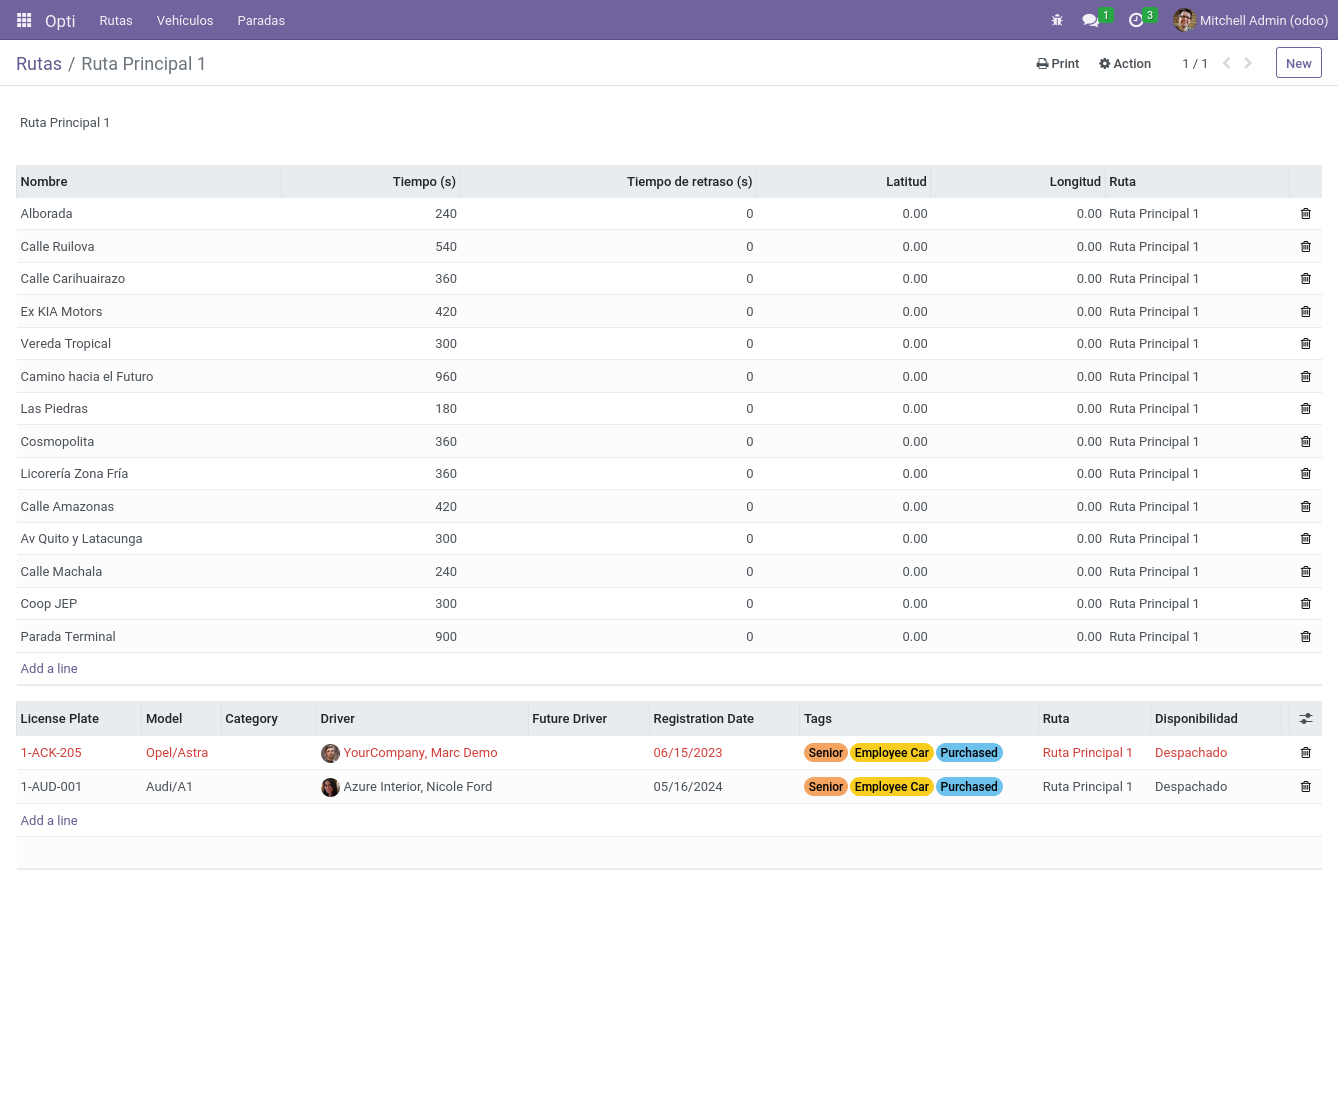 Opti Rutas Vehículos Paradas 1 3 Mitchell Admin (odoo)
Rutas / Ruta Principal 1 Print Action 1 / 1 New
Ruta Principal 1
Nombre Tiempo (s) Tiempo de retraso (s) Latitud Longitud Ruta
Alborada 240 0 0.00 0.00 Ruta Principal 1
Calle Ruilova 540 0 0.00 0.00 Ruta Principal 1
Calle Carihuairazo 360 0 0.00 0.00 Ruta Principal 1
Ex KIA Motors 420 0 0.00 0.00 Ruta Principal 1
Vereda Tropical 300 0 0.00 0.00 Ruta Principal 1
Camino hacia el Futuro 960 0 0.00 0.00 Ruta Principal 1
Las Piedras 180 0 0.00 0.00 Ruta Principal 1
Cosmopolita 360 0 0.00 0.00 Ruta Principal 1
Licorería Zona Fría 360 0 0.00 0.00 Ruta Principal 1
Calle Amazonas 420 0 0.00 0.00 Ruta Principal 1
Av Quito y Latacunga 300 0 0.00 0.00 Ruta Principal 1
Calle Machala 240 0 0.00 0.00 Ruta Principal 1
Coop JEP 300 0 0.00 0.00 Ruta Principal 1
Parada Terminal 900 0 0.00 0.00 Ruta Principal 1
Add a line
License Plate Model Category Driver Future Driver Registration Date Tags Ruta Disponibilidad
1-ACK-205 Opel/Astra YourCompany, Marc Demo 06/15/2023 Senior Employee Car Purchased Ruta Principal 1 Despachado
1-AUD-001 Audi/A1 Azure Interior, Nicole Ford 05/16/2024 Senior Employee Car Purchased Ruta Principal 1 Despachado
Add a line